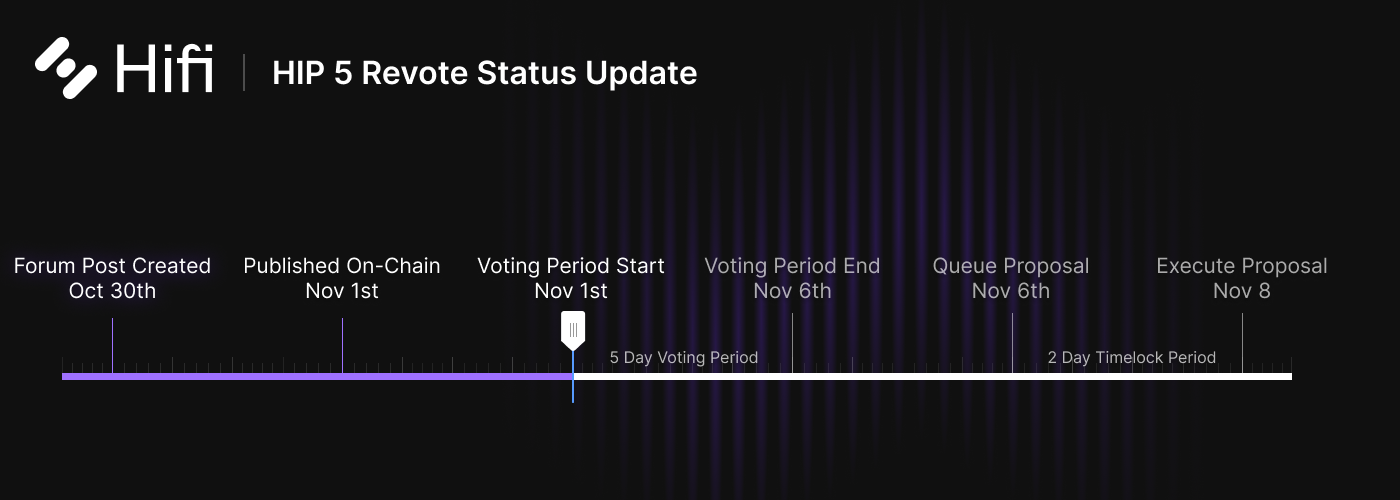 Hifi
HIP 5 Revote Status Update
Forum Post Created
Oct 30th
Published On-Chain
Nov 1st
Voting Period Start
Nov 1st
Voting Period End
Nov 6th
Queue Proposal
Nov 6th
Execute Proposal
Nov 8
5 Day Voting Period
2 Day Timelock Period